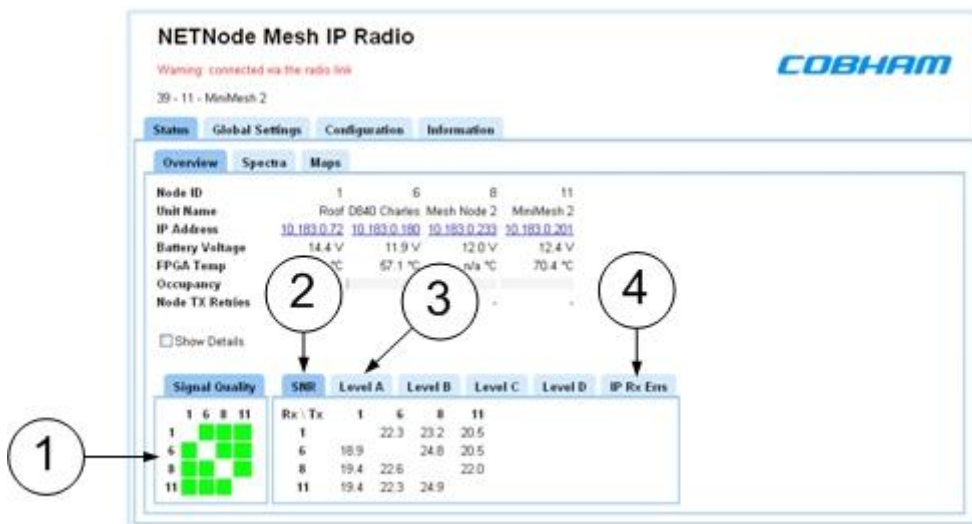 NETNode Mesh IP Radio
Warning: connected via the radio link
COBHAM
39 - 11 - MiniMesh 2
Status Global Settings Configuration Information
Overview Spectra Maps
Node ID 1 6 8 11
Unit Name Roof D840 Charles Mesh Node 2 MiniMesh 2
IP Address 10.183.0.72 10.183.0.180 10.183.0.233 10.183.0.201
Battery Voltage 14.4 V 11.9 V 12.0 V 12.4 V
FPGA Temp °C 67.1 °C n/a °C 70.4 °C
Occupancy
Node TX Retries - -
2 3 4
Show Details
Signal Quality SNR Level A Level B Level C Level D IP Rx Errs
1 6 8 11 Rx \ Tx 1 6 8 11
1 1 22.3 23.2 20.5
6 6 18.9 24.8 20.5
8 8 19.4 22.6 22.0
11 11 19.4 22.3 24.9
1